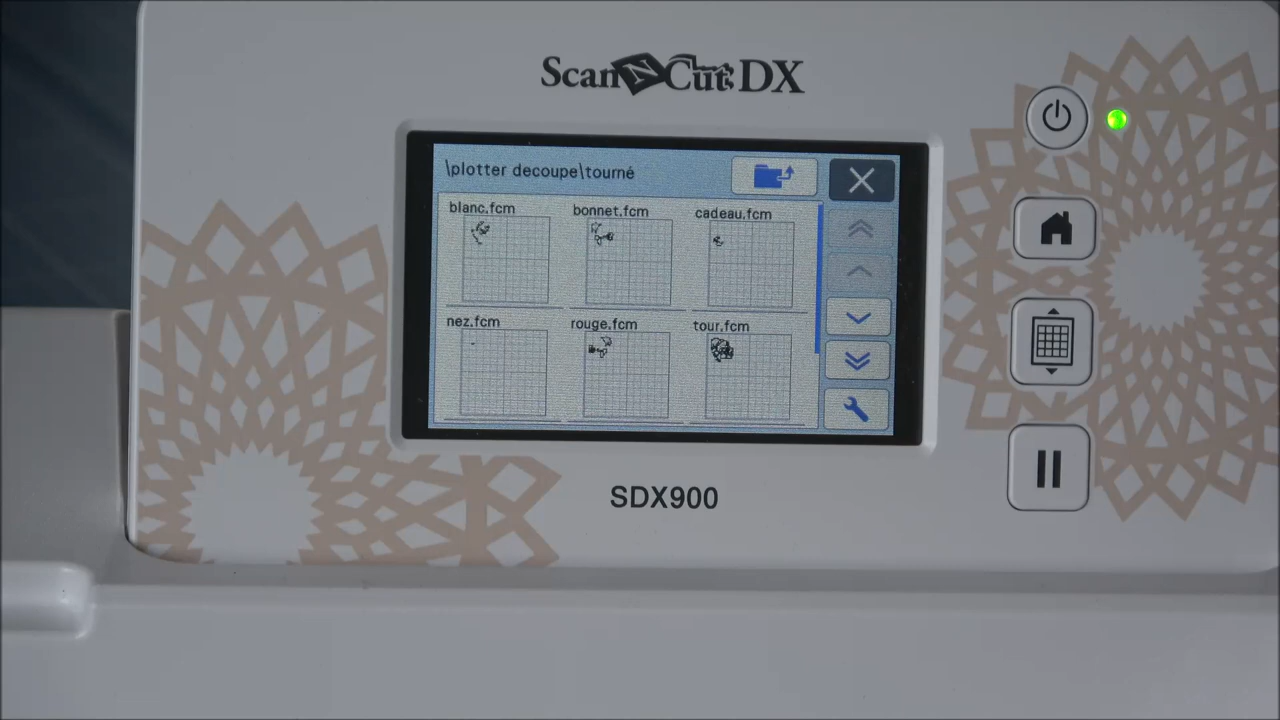 ScanNCut DX
\plotter decoupe\tourné
blanc.fcm bonnet.fcm cadeau.fcm
nez.fcm rouge.fcm tour.fcm
SDX900